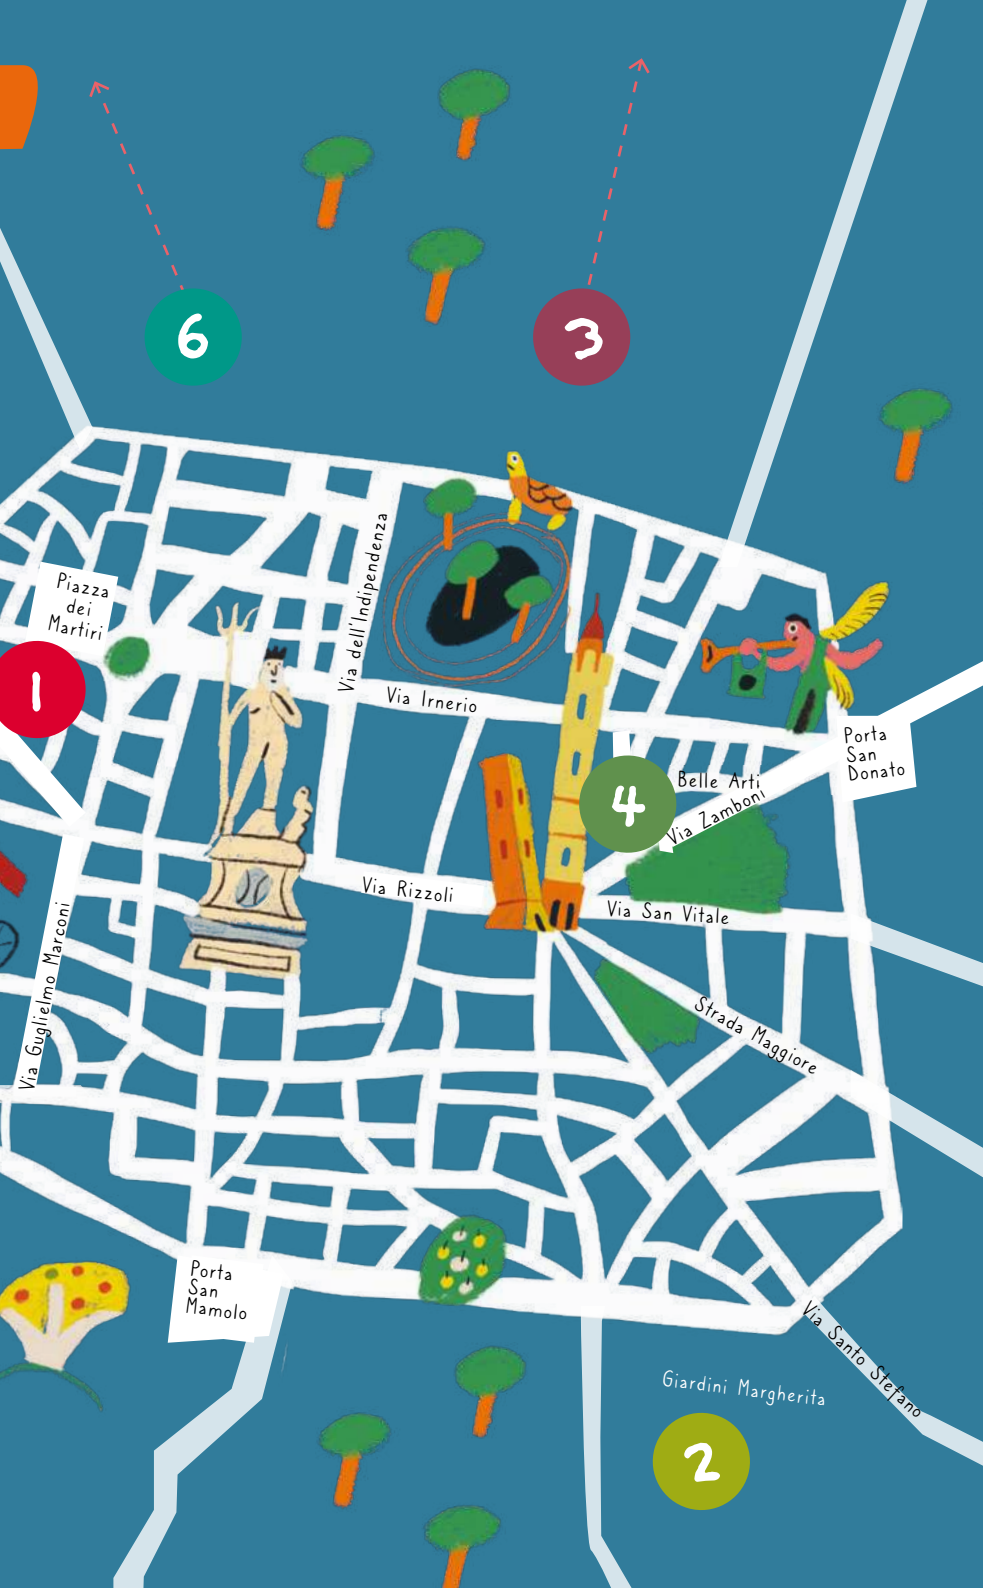 6
3
Via dell'Indipendenza
Piazza
dei
Martiri
1
Via Irnerio
Porta
San
Donato
Belle Arti
4
Via Zamboni
Via Rizzoli
Via San Vitale
Via Guglielmo Marconi
Strada Maggiore
Porta
San
Mamolo
Via Santo Stefano
Giardini Margherita
2